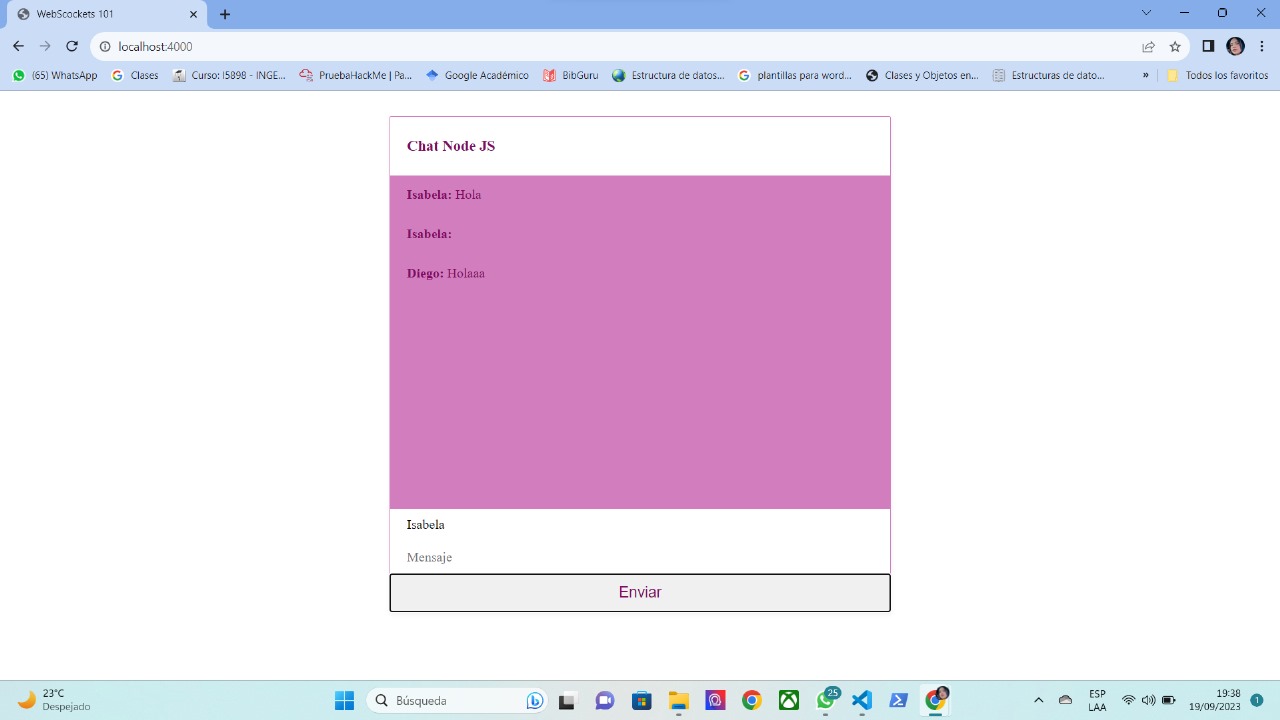 WebSockets 101
localhost:4000
(65) WhatsApp
Clases
Curso: [5898 - INGE...
PruebaHackMe | Pa...
Google Académico
BibGuru
Estructura de datos...
plantillas para word...
Clases y Objetos en...
Estructuras de dato...
»
Todos los favoritos
Chat Node JS
Isabela: Hola
Isabela:
Diego: Holaaa
Isabela
Mensaje
Enviar
23°C
Despejado
Búsqueda
25
ESP
LAA
19:38
19/09/2023
1